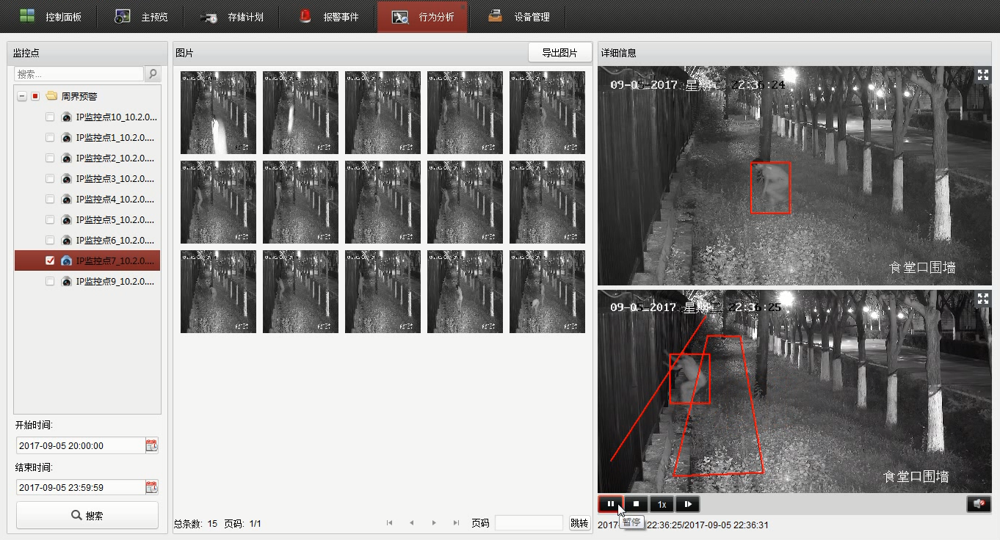 控制面板
主预览
存储计划
报警事件
行为分析
设备管理
监控点
搜索...
周界预警
IP监控点10_10.2.0...
IP监控点1_10.2.0....
IP监控点2_10.2.0....
IP监控点3_10.2.0....
IP监控点4_10.2.0....
IP监控点5_10.2.0....
IP监控点6_10.2.0....
IP监控点7_10.2.0....
IP监控点9_10.2.0....
开始时间:
2017-09-05 20:00:00
结束时间:
2017-09-05 23:59:59
搜索
图片
导出图片
总条数: 15 页码: 1/1
页码
跳转
详细信息
09-05-2017 星期二 22:36:24
食堂口围墙
09-05-2017 星期二 22:36:25
食堂口围墙
1x
暂停
2017 22:36:25/2017-09-05 22:36:31